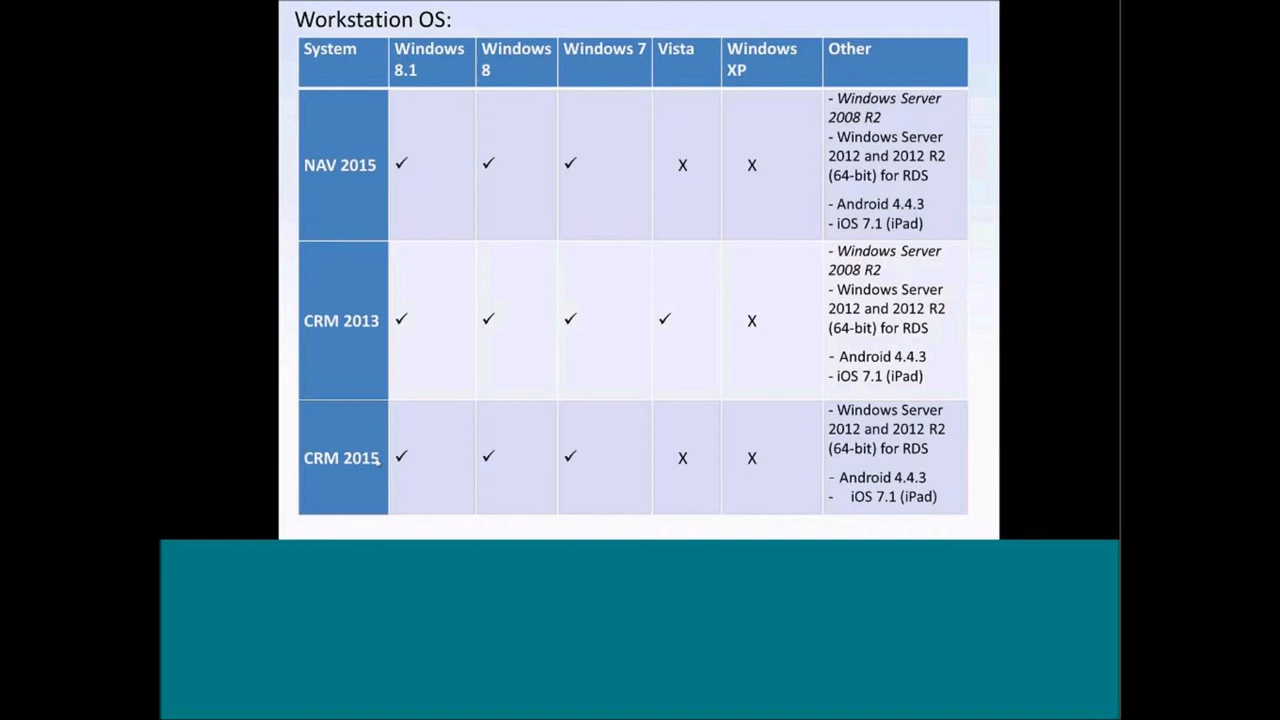 Workstation OS:
System Windows 8.1 Windows 8 Windows 7 Vista Windows XP Other
NAV 2015 ✓ ✓ ✓ X X
- Windows Server
2008 R2
- Windows Server
2012 and 2012 R2
(64-bit) for RDS
- Android 4.4.3
- iOS 7.1 (iPad)
CRM 2013 ✓ ✓ ✓ ✓ X
- Windows Server
2008 R2
- Windows Server
2012 and 2012 R2
(64-bit) for RDS
- Android 4.4.3
- iOS 7.1 (iPad)
CRM 2015 ✓ ✓ ✓ X X
- Windows Server
2012 and 2012 R2
(64-bit) for RDS
- Android 4.4.3
- iOS 7.1 (iPad)